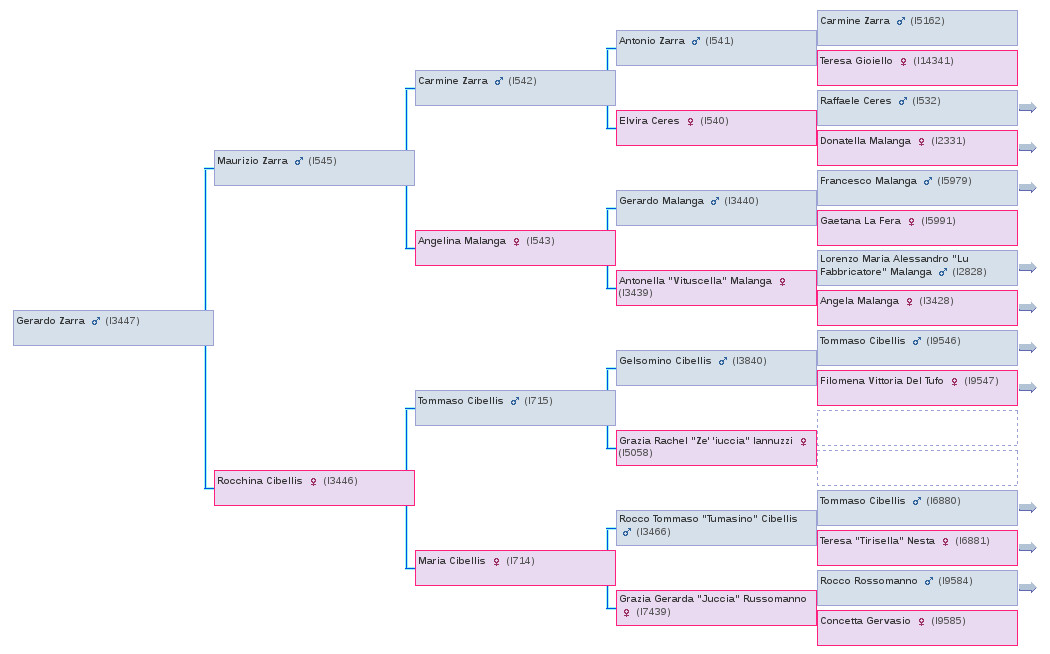 Carmine Zarra ♂ (I5162)
Antonio Zarra ♂ (I541)
Teresa Gioiello ♀ (I14341)
Carmine Zarra ♂ (I542)
Raffaele Ceres ♂ (I532)
Elvira Ceres ♀ (I540)
Donatella Malanga ♀ (I2331)
Maurizio Zarra ♂ (I545)
Francesco Malanga ♂ (I5979)
Gerardo Malanga ♂ (I3440)
Gaetana La Fera ♀ (I5991)
Angelina Malanga ♀ (I543)
Lorenzo Maria Alessandro "Lu
Fabbricatore" Malanga ♂ (I2828)
Antonella "Vituscella" Malanga ♀
(I3439)
Angela Malanga ♀ (I3428)
Gerardo Zarra ♂ (I3447)
Tommaso Cibellis ♂ (I9546)
Gelsomino Cibellis ♂ (I3840)
Filomena Vittoria Del Tufo ♀ (I9547)
Tommaso Cibellis ♂ (I715)
Grazia Rachel "Ze' 'iuccia" Iannuzzi ♀
(I5058)
Rocchina Cibellis ♀ (I3446)
Tommaso Cibellis ♂ (I6880)
Rocco Tommaso "Tumasino" Cibellis
♂ (I3466)
Teresa "Tirisella" Nesta ♀ (I6881)
Maria Cibellis ♀ (I714)
Rocco Rossomanno ♂ (I9584)
Grazia Gerarda "Juccia" Russomanno
♀ (I7439)
Concetta Gervasio ♀ (I9585)